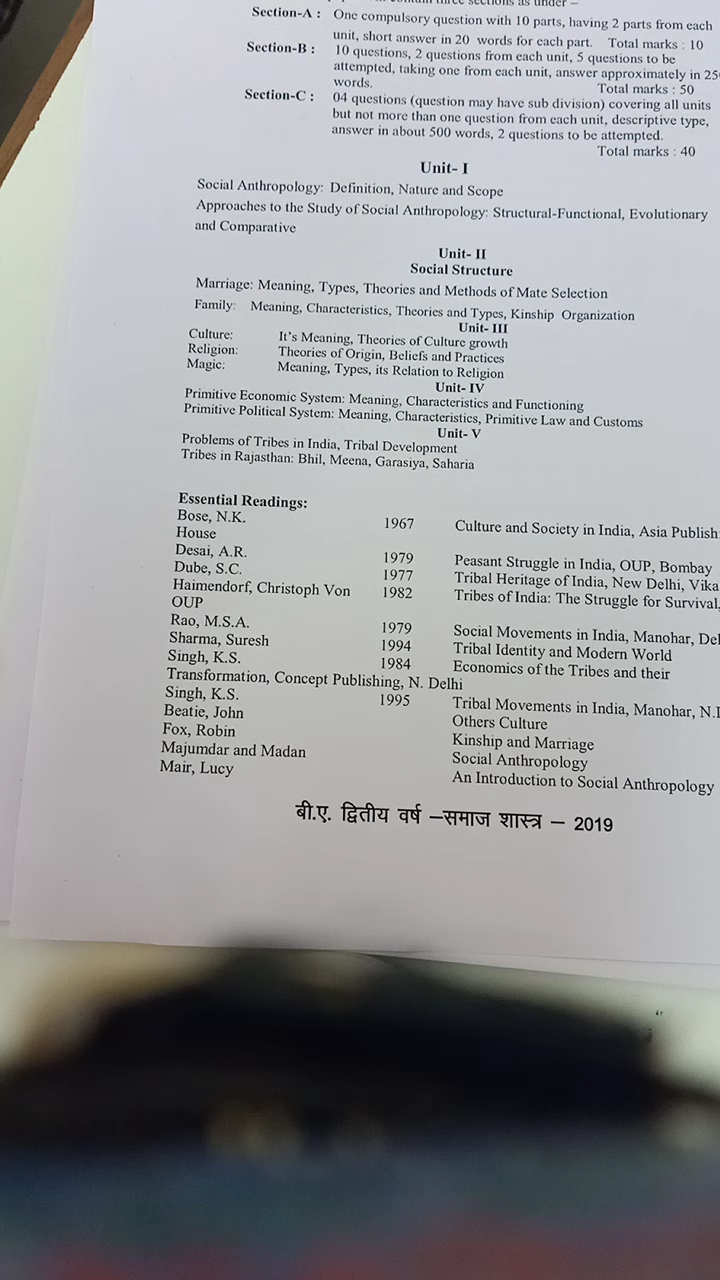 sections as under –
Section-A : One compulsory question with 10 parts, having 2 parts from each
unit, short answer in 20 words for each part. Total marks : 10
Section-B : 10 questions, 2 questions from each unit, 5 questions to be
attempted, taking one from each unit, answer approximately in 25
words. Total marks : 50
Section-C : 04 questions (question may have sub division) covering all units
but not more than one question from each unit, descriptive type,
answer in about 500 words, 2 questions to be attempted.
Total marks : 40
Unit- I
Social Anthropology: Definition, Nature and Scope
Approaches to the Study of Social Anthropology: Structural-Functional, Evolutionary
and Comparative
Unit- II
Social Structure
Marriage: Meaning, Types, Theories and Methods of Mate Selection
Family: Meaning, Characteristics, Theories and Types, Kinship Organization
Unit- III
Culture: It's Meaning, Theories of Culture growth
Religion: Theories of Origin, Beliefs and Practices
Magic: Meaning, Types, its Relation to Religion
Unit- IV
Primitive Economic System: Meaning, Characteristics and Functioning
Primitive Political System: Meaning, Characteristics, Primitive Law and Customs
Unit- V
Problems of Tribes in India, Tribal Development
Tribes in Rajasthan: Bhil, Meena, Garasiya, Saharia
Essential Readings:
Bose, N.K. 1967 Culture and Society in India, Asia Publish
House
Desai, A.R. 1979 Peasant Struggle in India, OUP, Bombay
Dube, S.C. 1977 Tribal Heritage of India, New Delhi, Vika
Haimendorf, Christoph Von 1982 Tribes of India: The Struggle for Survival,
OUP
Rao, M.S.A. 1979 Social Movements in India, Manohar, Del
Sharma, Suresh 1994 Tribal Identity and Modern World
Singh, K.S. 1984 Economics of the Tribes and their
Transformation, Concept Publishing, N. Delhi
Singh, K.S. 1995 Tribal Movements in India, Manohar, N.D
Beatie, John Others Culture
Fox, Robin Kinship and Marriage
Majumdar and Madan Social Anthropology
Mair, Lucy An Introduction to Social Anthropology
बी.ए. द्वितीय वर्ष –समाज शास्त्र – 2019